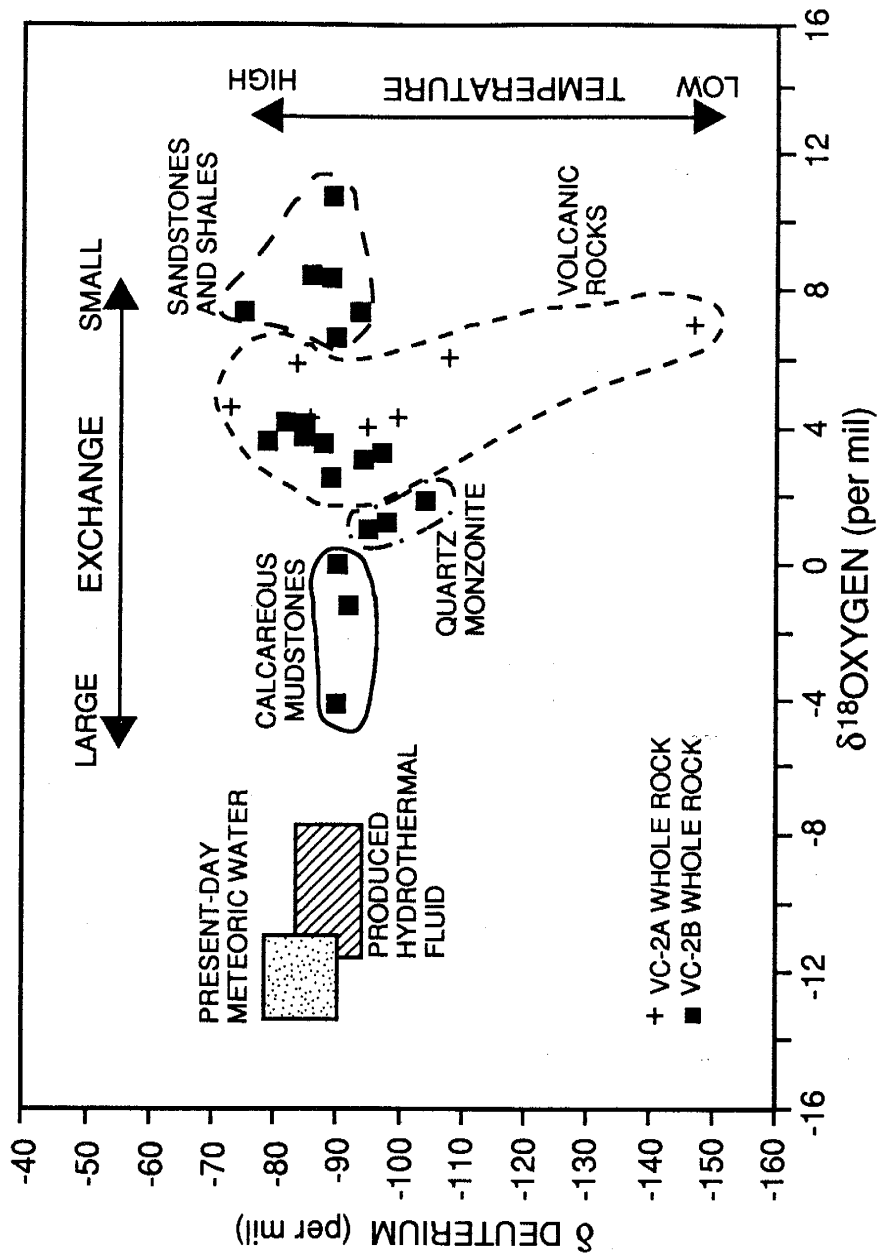 LARGE EXCHANGE SMALL
PRESENT-DAY
METEORIC WATER
PRODUCED
HYDROTHERMAL
FLUID
CALCAREOUS
MUDSTONES
QUARTZ
MONZONITE
SANDSTONES
AND SHALES
VOLCANIC
ROCKS
HIGH
TEMPERATURE
LOW
+ VC-2A WHOLE ROCK
■ VC-2B WHOLE ROCK
δ DEUTERIUM (per mil)
-40
-50
-60
-70
-80
-90
-100
-110
-120
-130
-140
-150
-160
-16 -12 -8 -4 0 4 8 12 16
δ18OXYGEN (per mil)